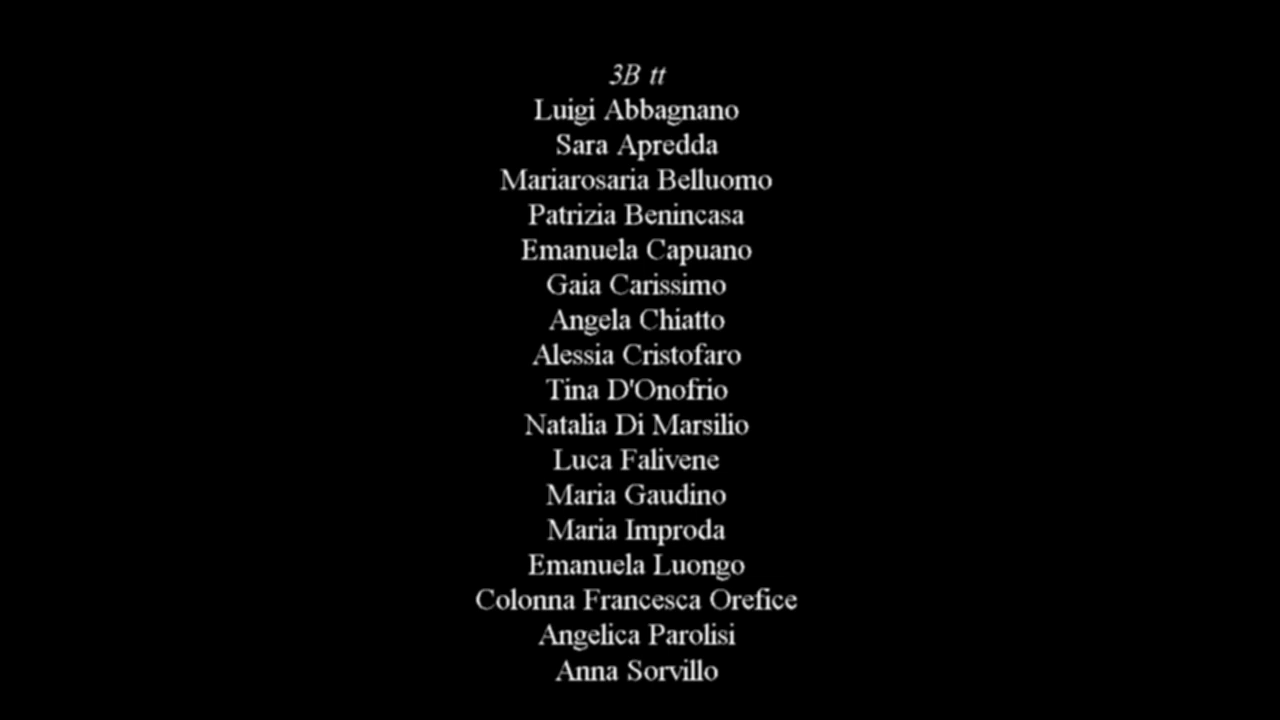 3B tt
Luigi Abbagnano
Sara Apredda
Mariarosaria Belluomo
Patrizia Benincasa
Emanuela Capuano
Gaia Carissimo
Angela Chiatto
Alessia Cristofaro
Tina D'Onofrio
Natalia Di Marsilio
Luca Falivene
Maria Gaudino
Maria Improda
Emanuela Luongo
Colonna Francesca Orefice
Angelica Parolisi
Anna Sorvillo